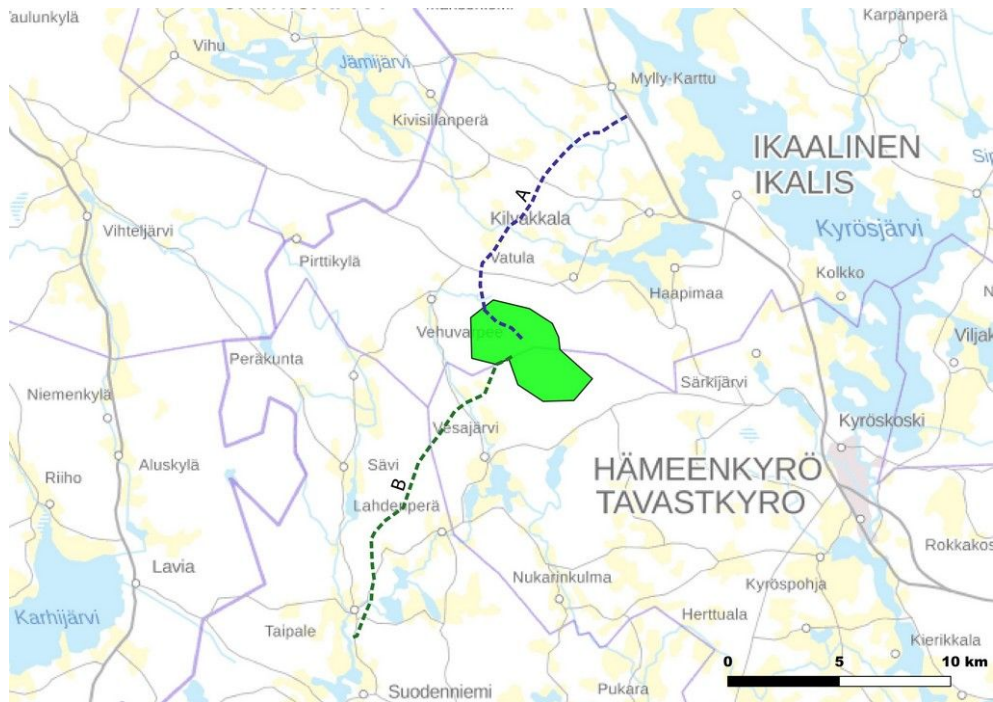 Karpanperä
aulunkylä
Vihu
Jämijärvi
Mylly-Karttu
Kivisillanperä
IKAALINEN
IKALIS
A
Kilvakkala
Vihteljärvi
Kyrösjärvi
Pirttikylä
Vatula
Kolkko
Haapimaa
Vehuvarpee
Viljak
Peräkunta
Särkijärvi
Niemenkylä
Kyröskoski
Vesajärvi
Sävi
Aluskylä
Riiho
HÄMEENKYRÖ
TAVASTKYRO
B
Lahdenperä
Rokkakos
Lavia
Nukarinkulma
Kyröspohja
Karhijärvi
Herttuala
Taipale
Kierikkala
0 5 10 km
Suodenniemi
Pukara